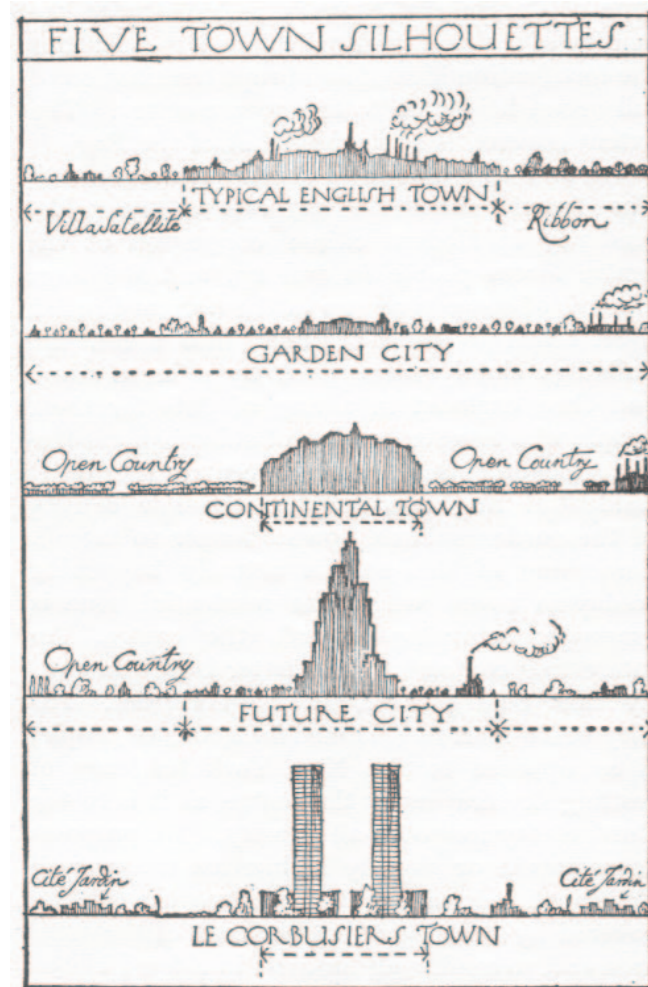 FIVE TOWN SILHOUETTES
TYPICAL ENGLISH TOWN
Villa Satellite
Ribbon
GARDEN CITY
Open Country
Open Country
CONTINENTAL TOWN
Open Country
FUTURE CITY
Cité Jardin
Cité Jardin
LE CORBUSIERS TOWN